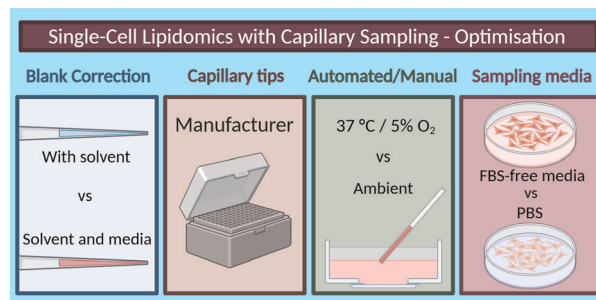 Single-Cell Lipidomics with Capillary Sampling - Optimisation
Blank Correction
With solvent
vs
Solvent and media
Capillary tips
Manufacturer
Automated/Manual
37 °C / 5% O₂
vs
Ambient
Sampling media
FBS-free media
vs
PBS